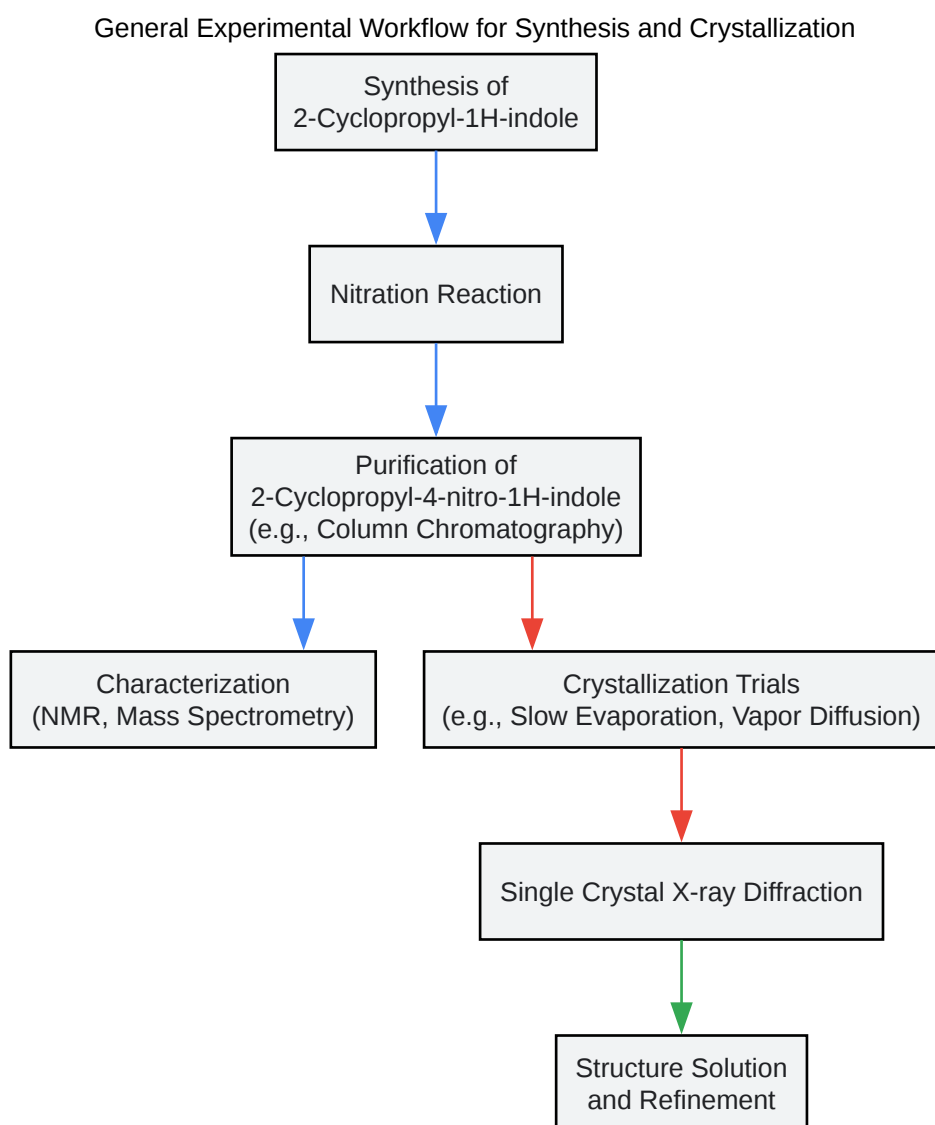 General Experimental Workflow for Synthesis and Crystallization
Synthesis of
2-Cyclopropyl-1H-indole
Nitration Reaction
Purification of
2-Cyclopropyl-4-nitro-1H-indole
(e.g., Column Chromatography)
Characterization
(NMR, Mass Spectrometry)
Crystallization Trials
(e.g., Slow Evaporation, Vapor Diffusion)
Single Crystal X-ray Diffraction
Structure Solution
and Refinement